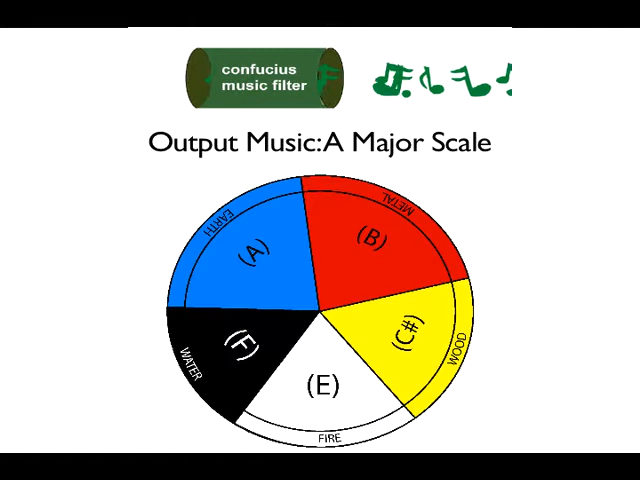 confucius
music filter
Output Music:A Major Scale
EARTH
METAL
(A)
(B)
(C#)
(F)
WOOD
WATER
(E)
FIRE